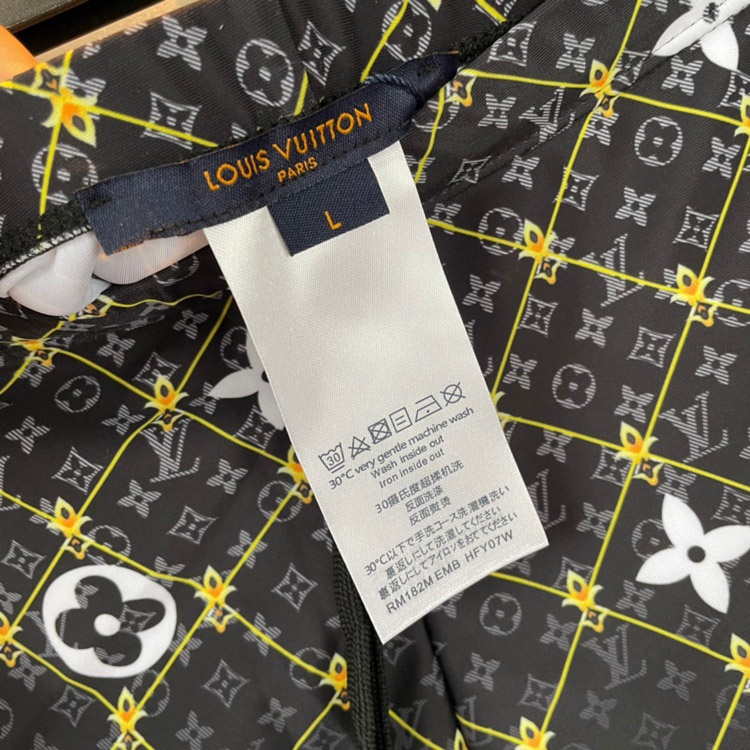 LOUIS VUITTON
PARIS
L
30
30°C very gentle machine wash
Wash inside out
Iron inside out
30摄氏度超揉机洗
反面洗涤
反面熨烫
30°C以下で手洗コース洗濯機洗い
裏返しにして洗濯してください
裏返しにしてアイロンをおててください
RM182M EMB HFY07W